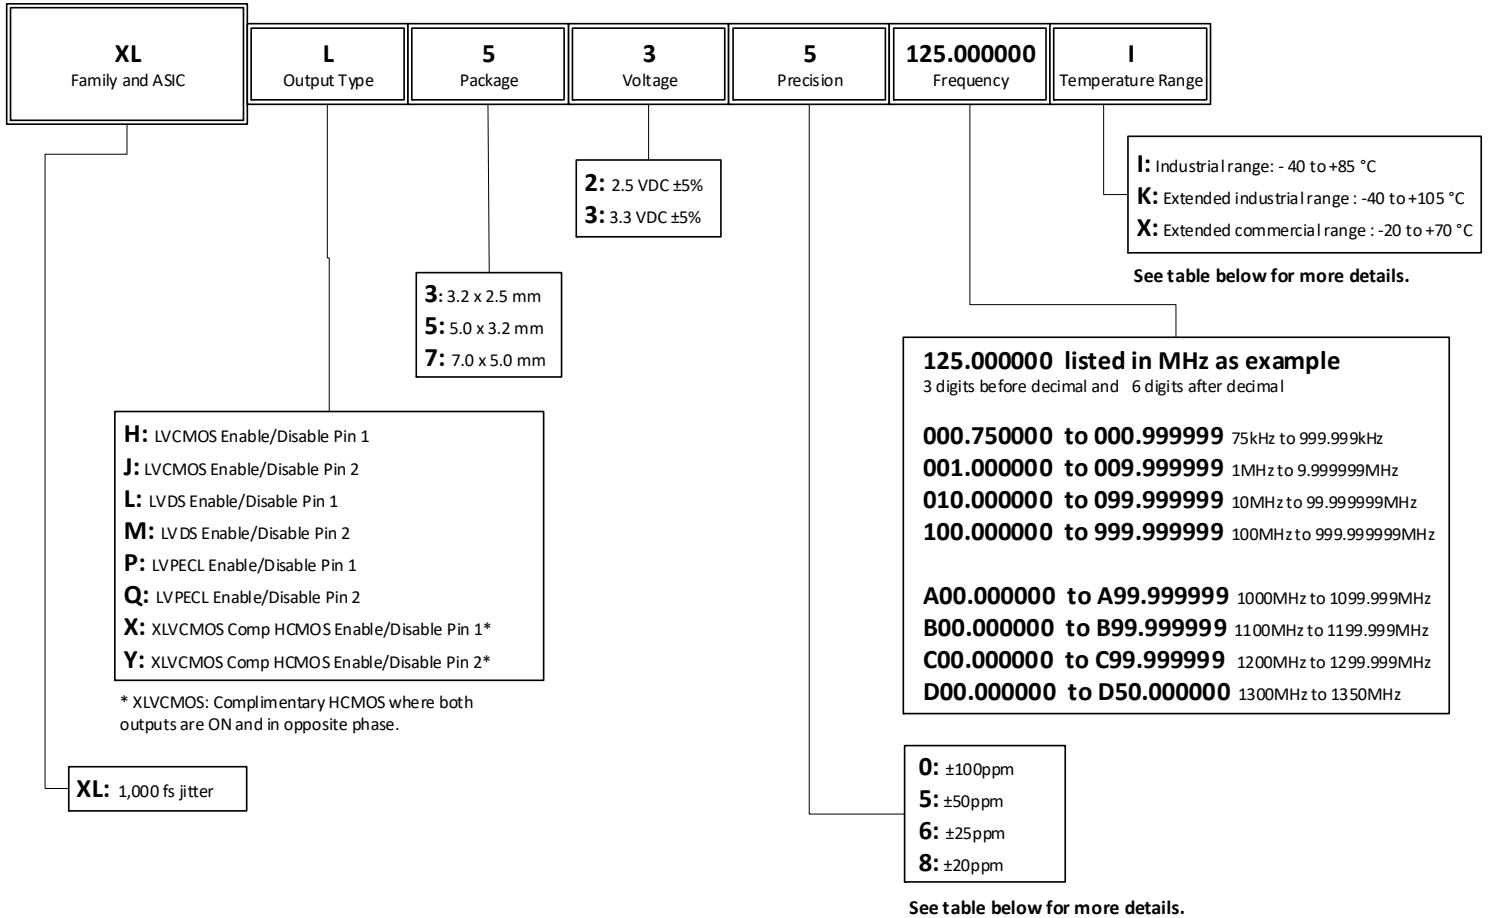 XL
Family and ASIC
L
Output Type
5
Package
3
Voltage
5
Precision
125.000000
Frequency
I
Temperature Range
I: Industrial range: - 40 to +85 °C
K: Extended industrial range : -40 to +105 °C
X: Extended commercial range : -20 to +70 °C
See table below for more details.
2: 2.5 VDC ±5%
3: 3.3 VDC ±5%
3: 3.2 x 2.5 mm
5: 5.0 x 3.2 mm
7: 7.0 x 5.0 mm
125.000000 listed in MHz as example
3 digits before decimal and 6 digits after decimal
000.750000 to 000.999999 75kHz to 999.999kHz
001.000000 to 009.999999 1MHz to 9.999999MHz
010.000000 to 099.999999 10MHz to 99.999999MHz
100.000000 to 999.999999 100MHz to 999.999999MHz
A00.000000 to A99.999999 1000MHz to 1099.999MHz
B00.000000 to B99.999999 1100MHz to 1199.999MHz
C00.000000 to C99.999999 1200MHz to 1299.999MHz
D00.000000 to D50.000000 1300MHz to 1350MHz
H: LVCMOS Enable/Disable Pin 1
J: LVCMOS Enable/Disable Pin 2
L: LVDS Enable/Disable Pin 1
M: LVDS Enable/Disable Pin 2
P: LVPECL Enable/Disable Pin 1
Q: LVPECL Enable/Disable Pin 2
X: XLVCMOS Comp HCMOS Enable/Disable Pin 1*
Y: XLVCMOS Comp HCMOS Enable/Disable Pin 2*
* XLVCMOS: Complimentary HCMOS where both
outputs are ON and in opposite phase.
XL: 1,000 fs jitter
0: ±100ppm
5: ±50ppm
6: ±25ppm
8: ±20ppm
See table below for more details.